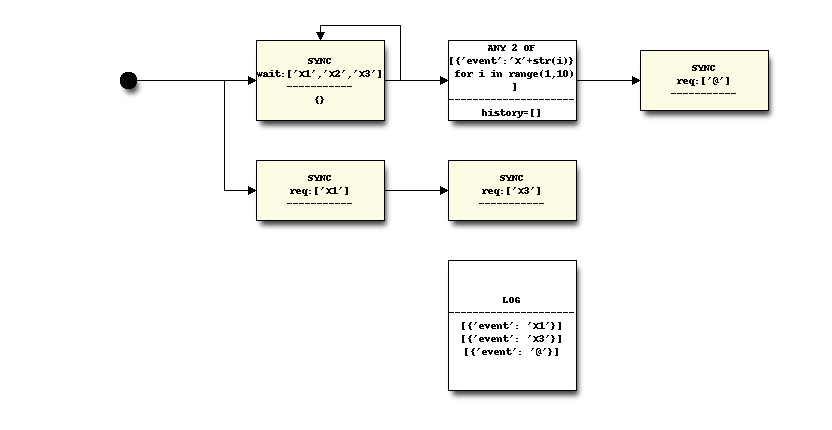 SYNC
wait:['X1','X2','X3']
-----------
{}
ANY 2 OF
[{'event':'X'+str(i)}
for i in range(1,10)
]
---------------------
history=[]
SYNC
req:['@']
-----------
SYNC
req:['X1']
-----------
SYNC
req:['X3']
-----------
LOG
---------------------
[{'event': 'X1'}]
[{'event': 'X3'}]
[{'event': '@'}]